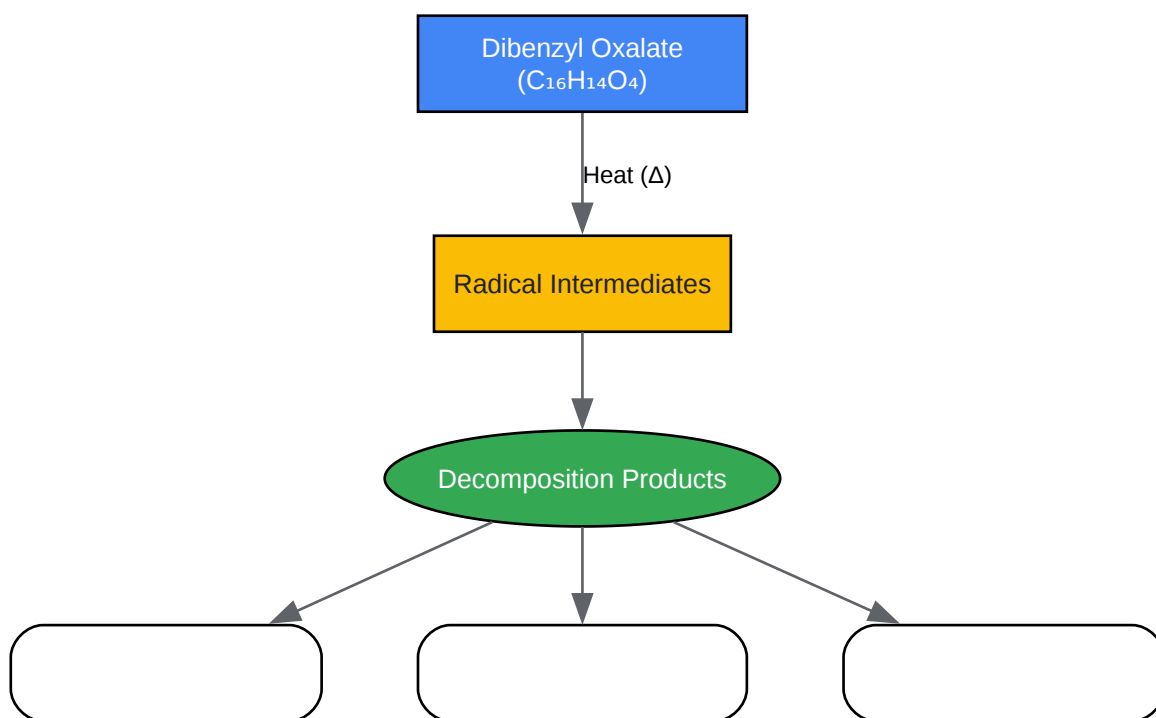 Dibenzyl Oxalate
(C₁₆H₁₄O₄)
Heat (Δ)
Radical Intermediates
Decomposition Products